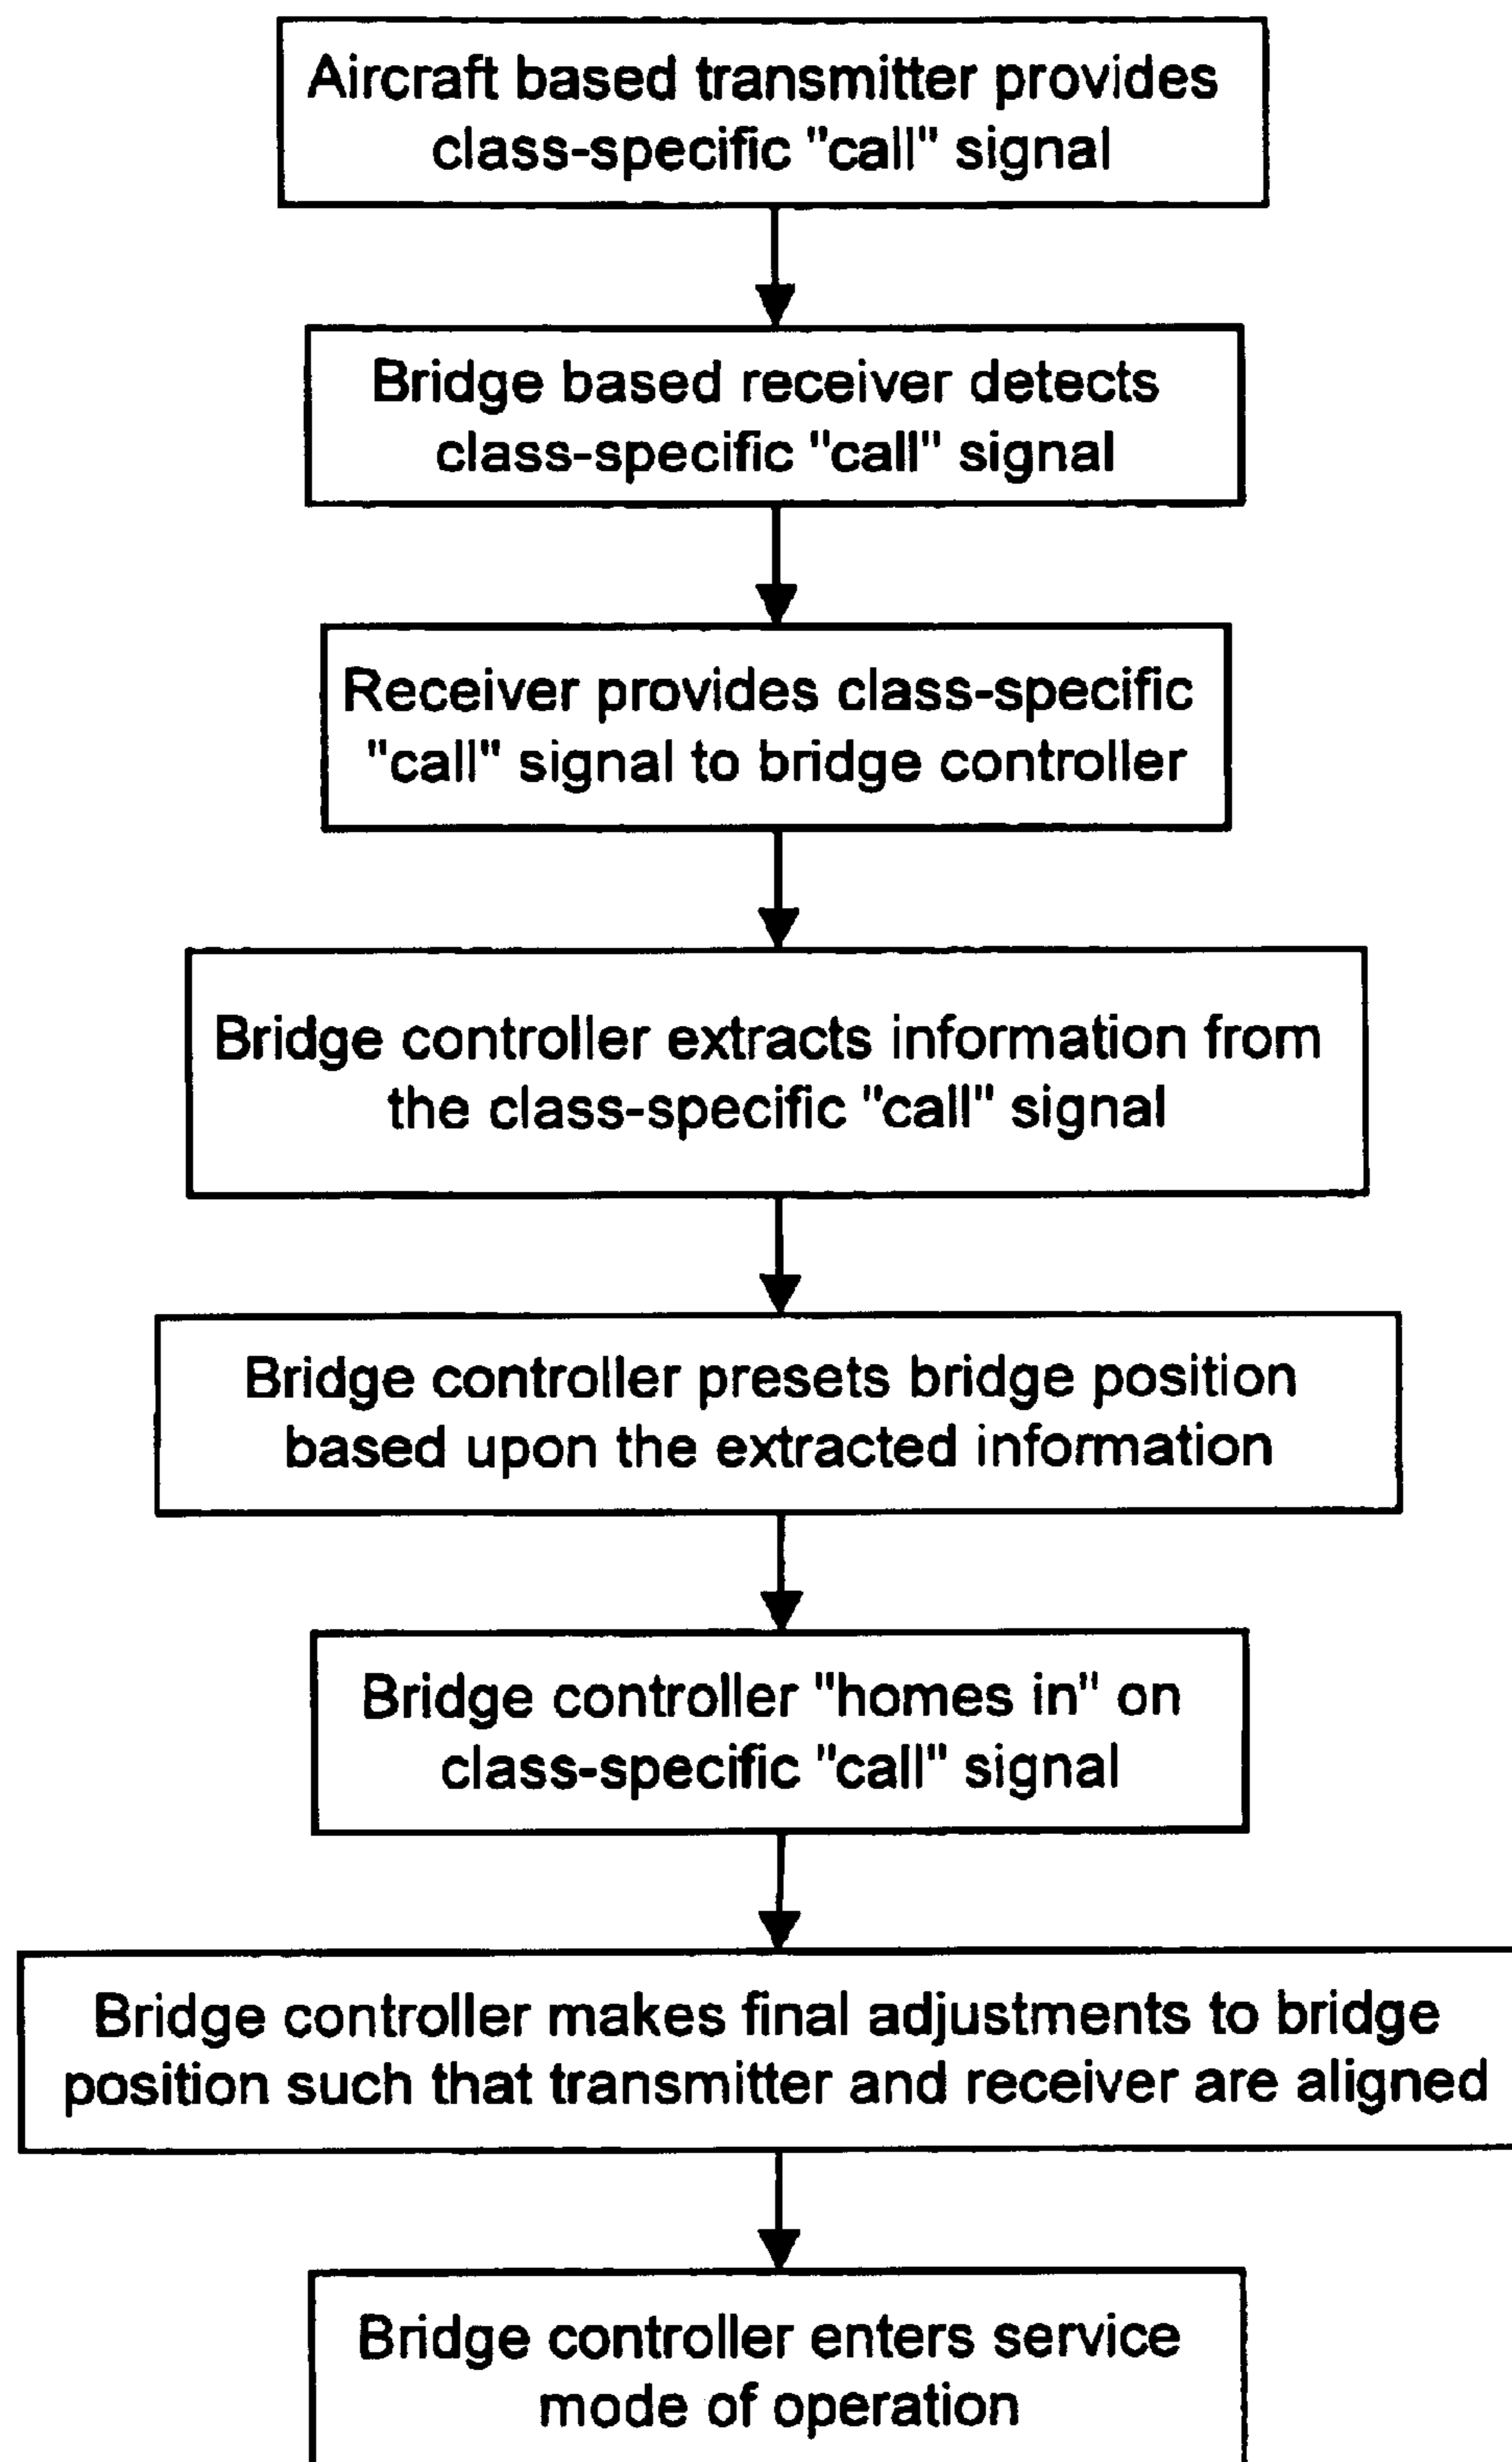 Aircraft based transmitter provides
class-specific "call" signal
Bridge based receiver detects
class-specific "call" signal
Receiver provides class-specific
"call" signal to bridge controller
Bridge controller extracts information from
the class-specific "call" signal
Bridge controller presets bridge position
based upon the extracted information
Bridge controller "homes in" on
class-specific "call" signal
Bridge controller makes final adjustments to bridge
position such that transmitter and receiver are aligned
Bridge controller enters service
mode of operation